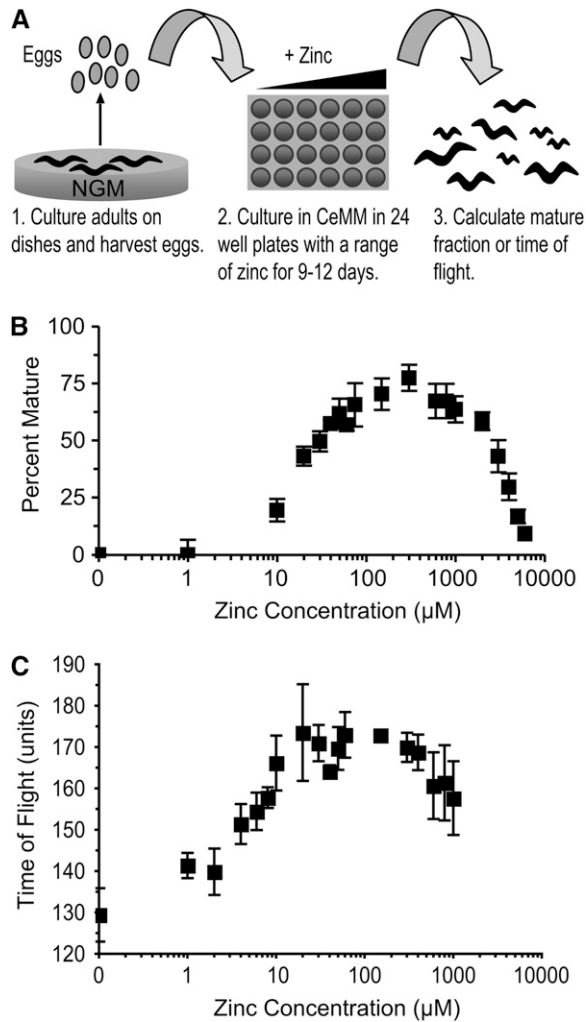 A
Eggs
+ Zinc
NGM
1. Culture adults on
dishes and harvest eggs.
2. Culture in CeMM in 24
well plates with a range
of zinc for 9-12 days.
3. Calculate mature
fraction or time of
flight.
B
Percent Mature
100
75
50
25
0
0 1 10 100 1000 10000
Zinc Concentration (µM)
C
Time of Flight (units)
190
180
170
160
150
140
130
120
0 1 10 100 1000 10000
Zinc Concentration (µM)